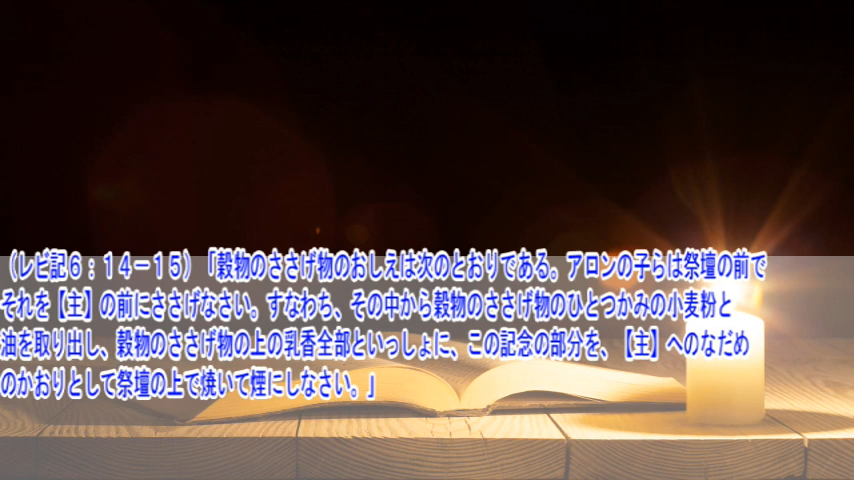 （レビ記６：１４－１５）「穀物のささげ物のおしえは次のとおりである。アロンの子らは祭壇の前で
それを【主】の前にささげなさい。すなわち、その中から穀物のささげ物のひとつかみの小麦粉と
油を取り出し、穀物のささげ物の上の乳香全部といっしょに、この記念の部分を、【主】へのなだめ
のかおりとして祭壇の上で焼いて煙にしなさい。」